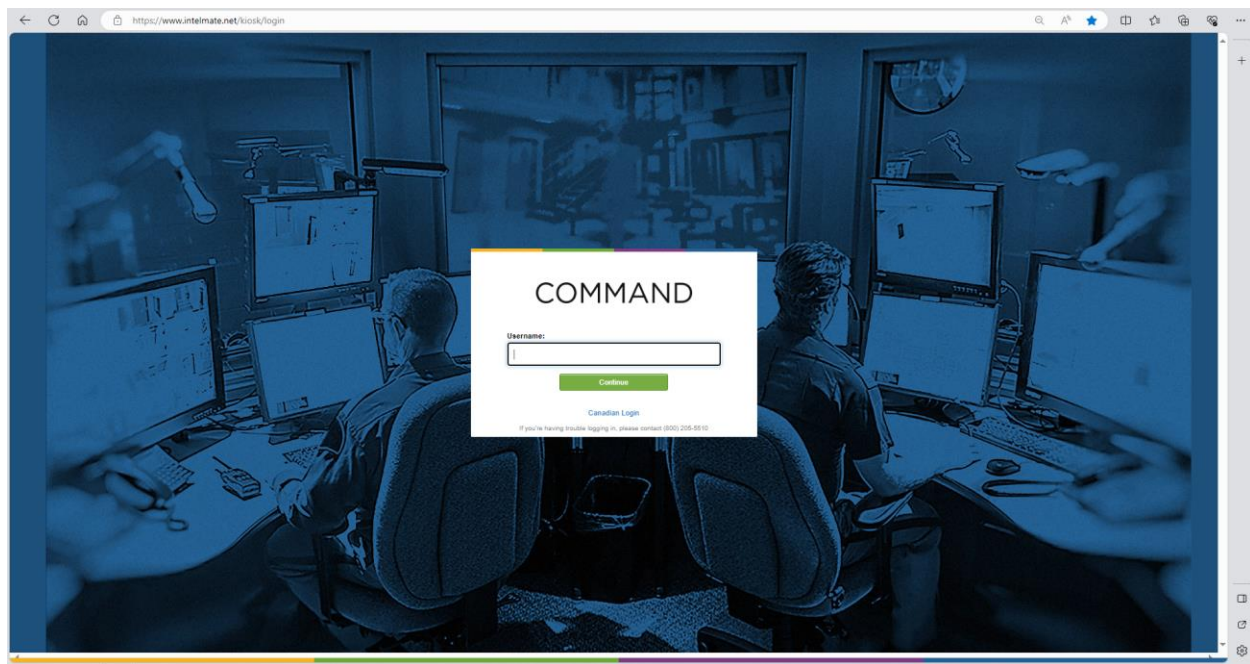 https://www.intelmate.net/kiosk/login
COMMAND
Username:
Continue
Canadian Login
If you're having trouble logging in, please contact (800) 205-5510